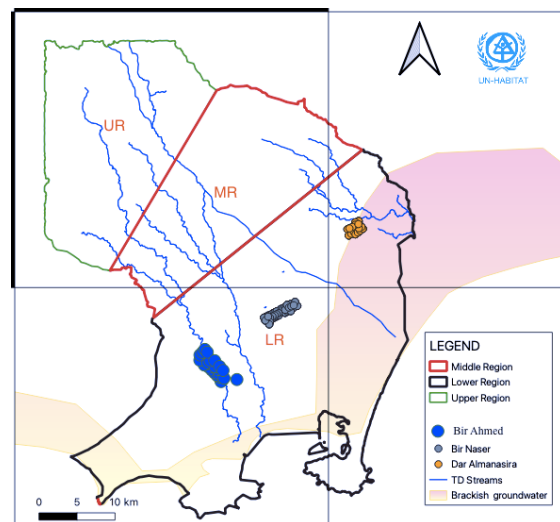 UN-HABITAT
UR
MR
LR
LEGEND
Middle Region
Lower Region
Upper Region
Bir Ahmed
Bir Naser
Dar Almanasira
TD Streams
Brackish groundwater
0 5 10 km